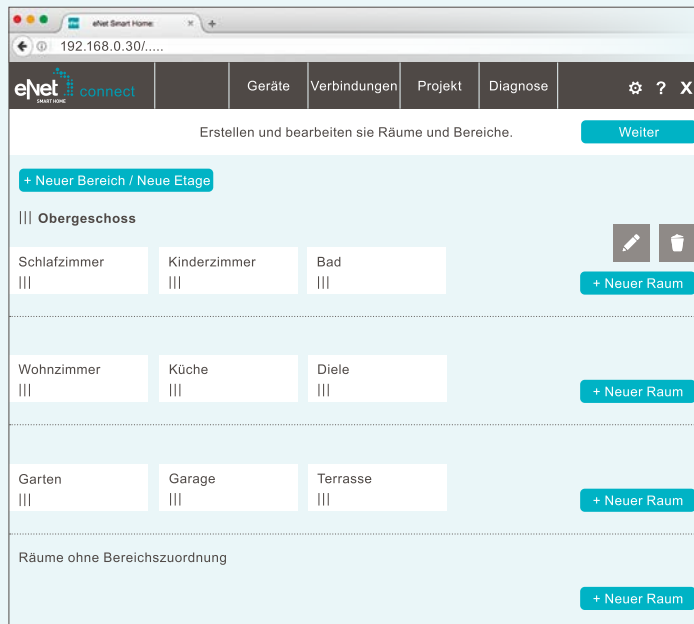 eNet Smart Home:
192.168.0.30/.....
eNet SMART HOME connect
Geräte Verbindungen Projekt Diagnose ? X
Erstellen und bearbeiten sie Räume und Bereiche. Weiter
+ Neuer Bereich / Neue Etage
||| Obergeschoss
Schlafzimmer Kinderzimmer Bad
||| ||| |||
+ Neuer Raum
Wohnzimmer Küche Diele
||| ||| |||
+ Neuer Raum
Garten Garage Terrasse
||| ||| |||
+ Neuer Raum
Räume ohne Bereichszuordnung
+ Neuer Raum